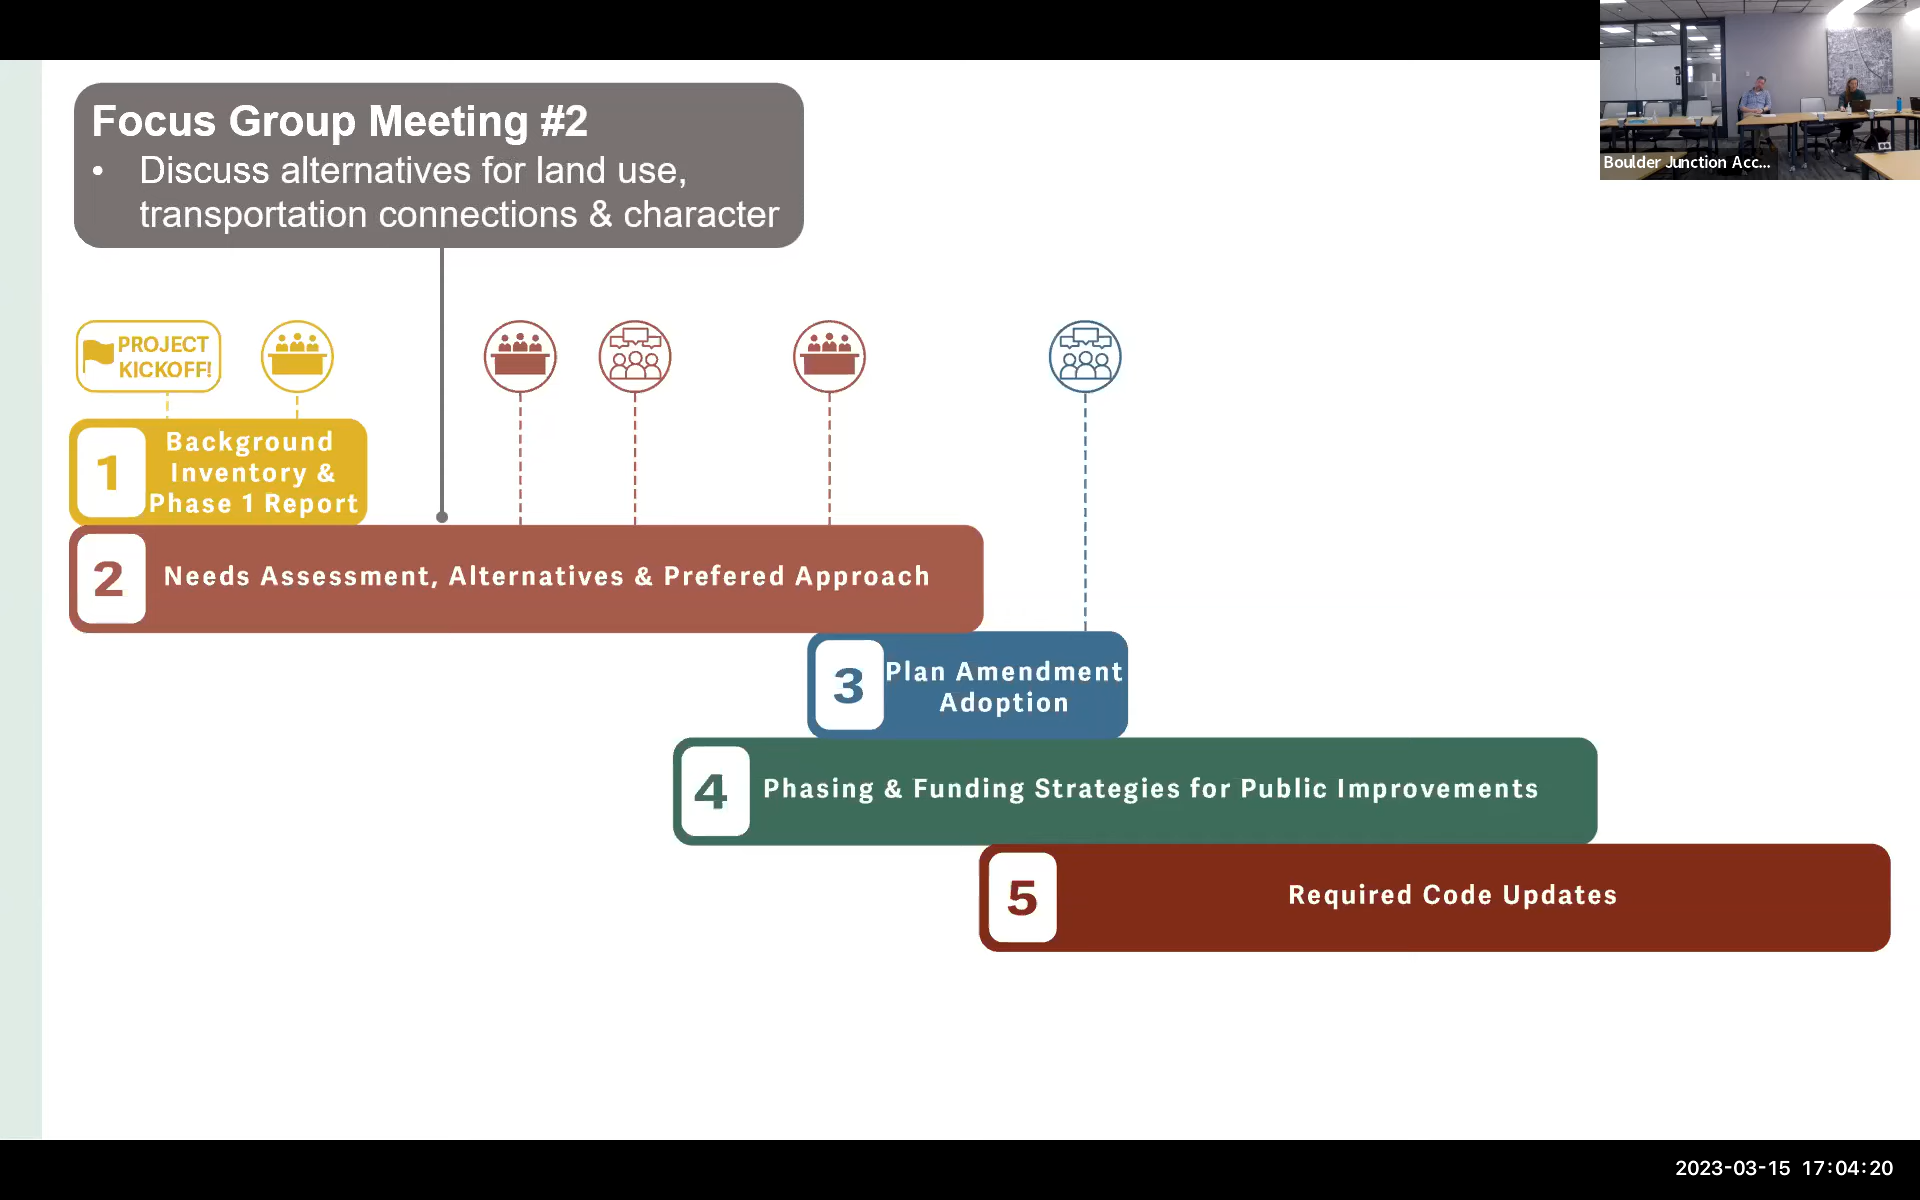 Focus Group Meeting #2
• Discuss alternatives for land use,
transportation connections & character
Boulder Junction Acc...
PROJECT
KICKOFF!
1
Background
Inventory &
Phase 1 Report
2
Needs Assessment, Alternatives & Prefered Approach
3
Plan Amendment
Adoption
4
Phasing & Funding Strategies for Public Improvements
5
Required Code Updates
2023-03-15 17:04:20